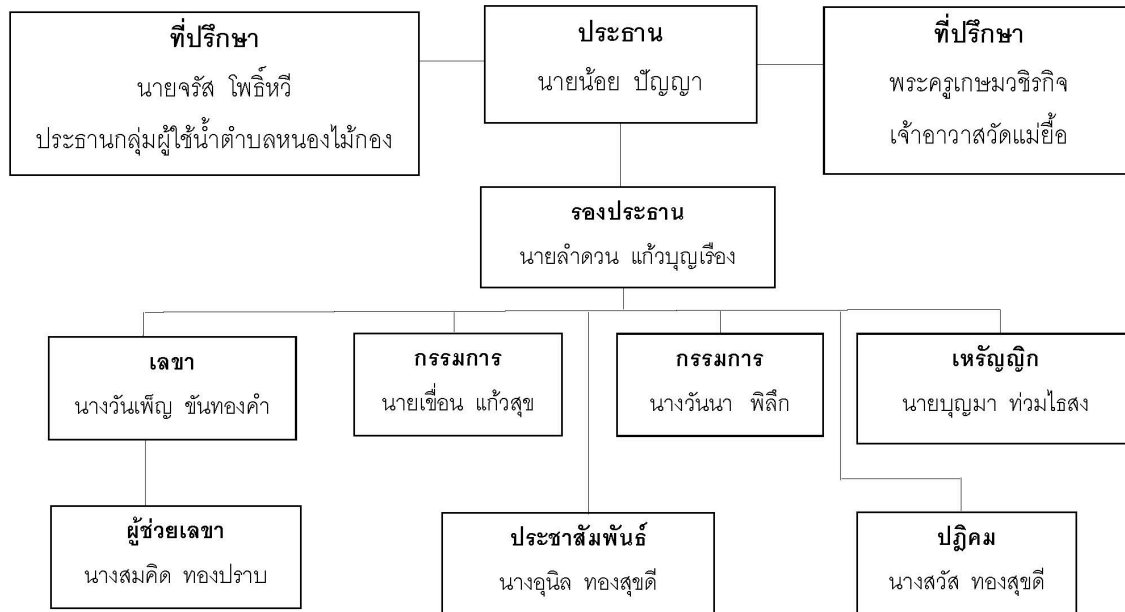 ที่ปรึกษา
นายจรัส โพธิ์หวี
ประธานกลุ่มผู้ใช้น้ำตำบลหนองไม้กอง
ประธาน
นายน้อย ปัญญา
ที่ปรึกษา
พระครูเกษมวชิรกิจ
เจ้าอาวาสวัดแม่ยื้อ
รองประธาน
นายลำดวน แก้วบุญเรือง
เลขา
นางวันเพ็ญ ขันทองคำ
กรรมการ
นายเขื่อน แก้วสุข
กรรมการ
นางวันนา พิลึก
เหรัญญิก
นายบุญมา ท่วมไธสง
ผู้ช่วยเลขา
นางสมคิด ทองปราบ
ประชาสัมพันธ์
นางอุนิล ทองสุขดี
ปฎิคม
นางสวัส ทองสุขดี